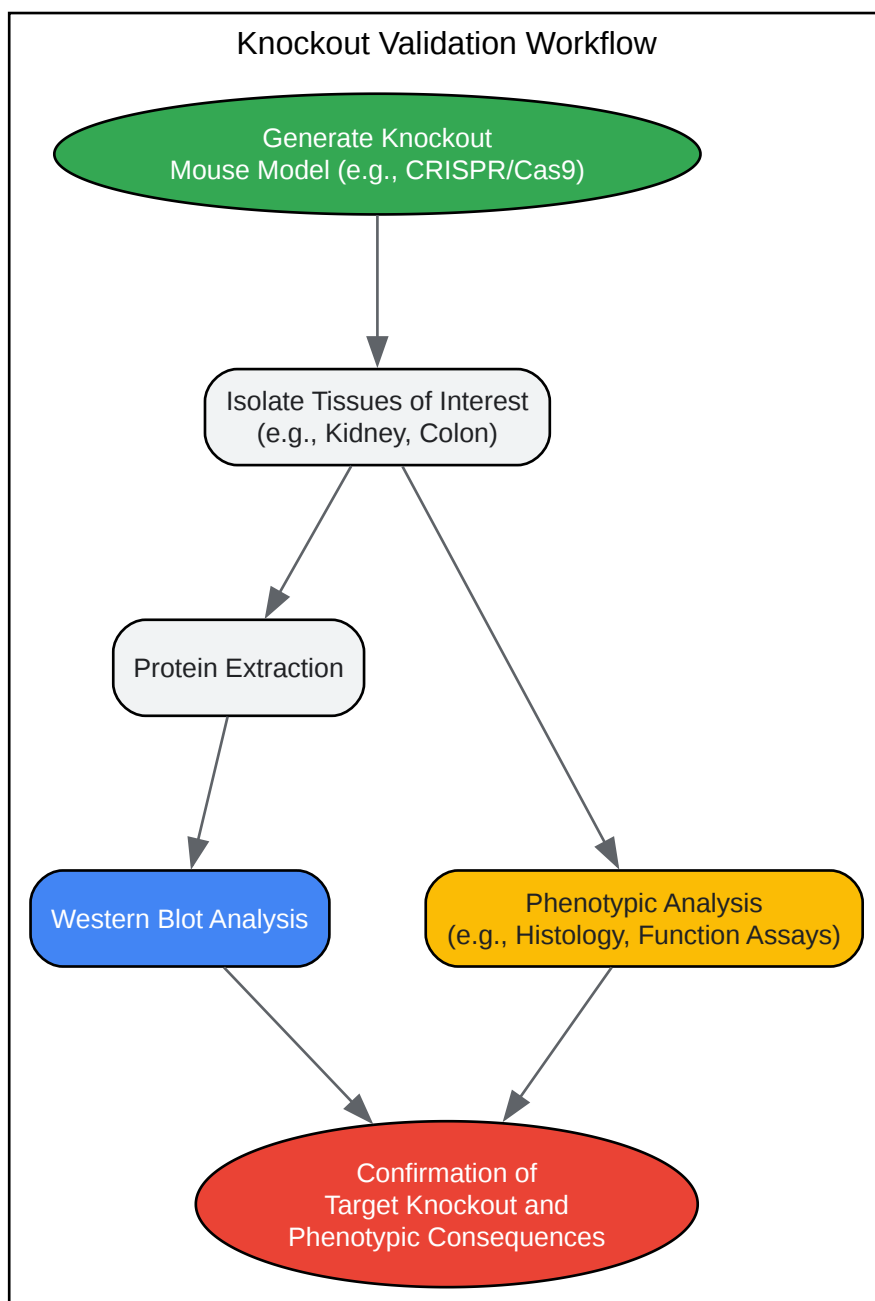 Knockout Validation Workflow
Generate Knockout
Mouse Model (e.g., CRISPR/Cas9)
Isolate Tissues of Interest
(e.g., Kidney, Colon)
Protein Extraction
Western Blot Analysis
Phenotypic Analysis
(e.g., Histology, Function Assays)
Confirmation of
Target Knockout and
Phenotypic Consequences